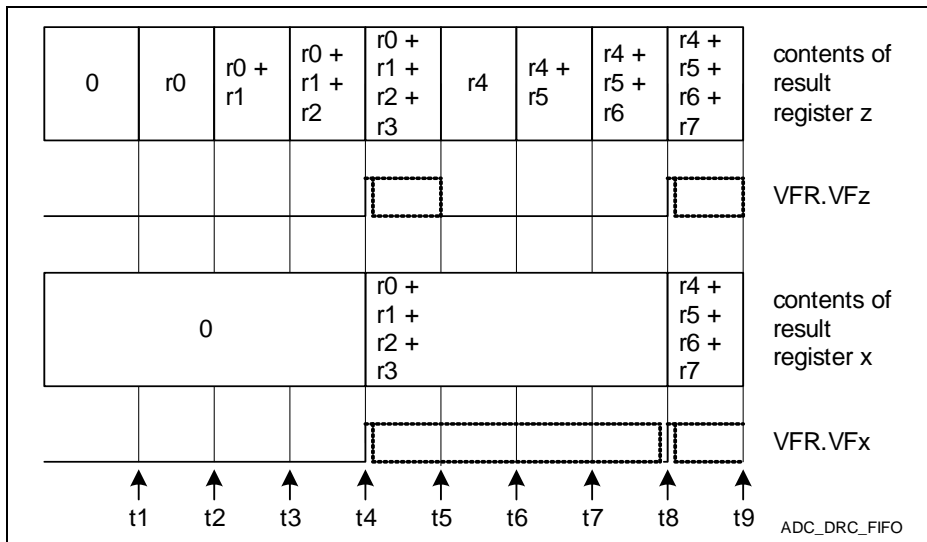 0
r0
r0 +
r1
r0 +
r1 +
r2
r0 +
r1 +
r2 +
r3
r4
r4 +
r5
r4 +
r5 +
r6
r4 +
r5 +
r6 +
r7
contents of
result
register z
VFR.VFz
0
r0 +
r1 +
r2 +
r3
r4 +
r5 +
r6 +
r7
contents of
result
register x
VFR.VFx
t1 t2 t3 t4 t5 t6 t7 t8 t9
ADC_DRC_FIFO